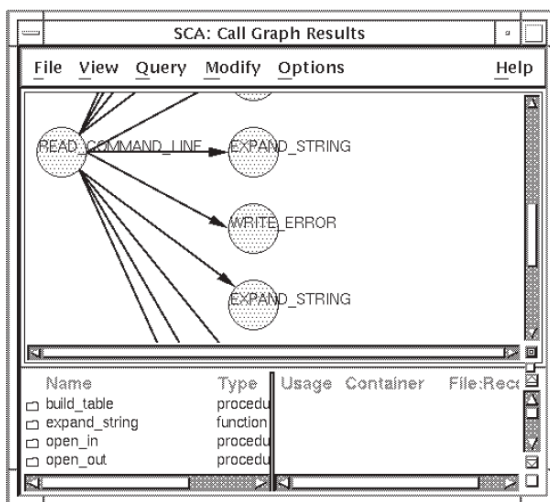 SCA: Call Graph Results
File View Query Modify Options Help
READ_COMMAND_LINE EXPAND_STRING
WRITE_ERROR
EXPAND_STRING
Name Type Usage Container File:Rece
build_table procedu
expand_string function
open_in procedu
open_out procedu